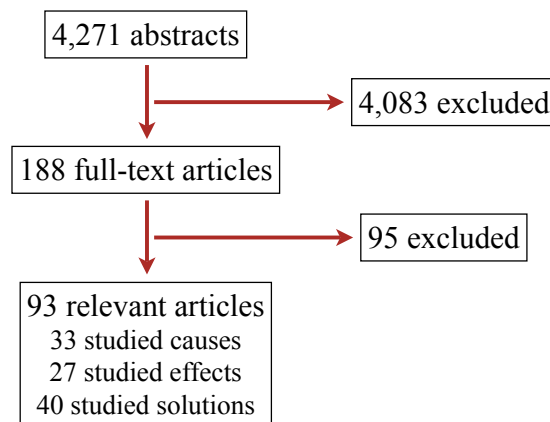 4,271 abstracts
4,083 excluded
188 full-text articles
95 excluded
93 relevant articles
33 studied causes
27 studied effects
40 studied solutions